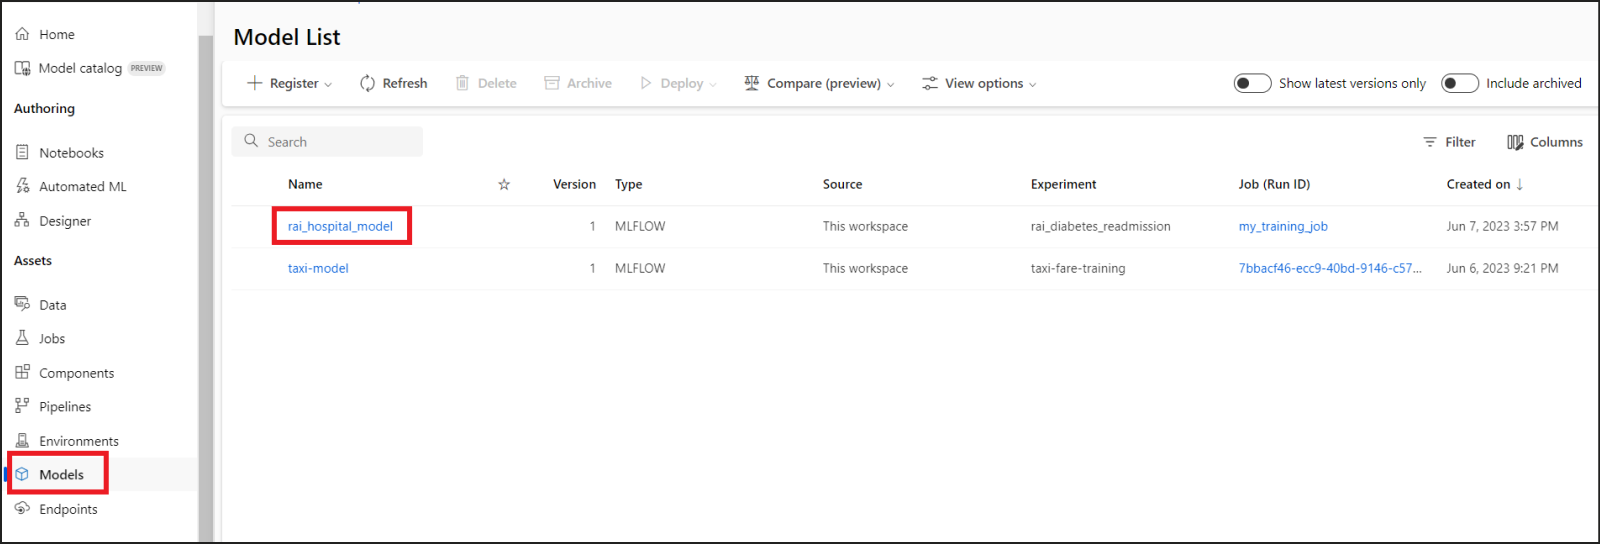 Home
Model catalog PREVIEW
Authoring
Notebooks
Automated ML
Designer
Assets
Data
Jobs
Components
Pipelines
Environments
Models
Endpoints
Model List
Register Refresh Delete Archive Deploy Compare (preview) View options Show latest versions only Include archived
Search Filter Columns
Name Version Type Source Experiment Job (Run ID) Created on ↓
rai_hospital_model 1 MLFLOW This workspace rai_diabetes_readmission my_training_job Jun 7, 2023 3:57 PM
taxi-model 1 MLFLOW This workspace taxi-fare-training 7bbacf46-ecc9-40bd-9146-c57... Jun 6, 2023 9:21 PM